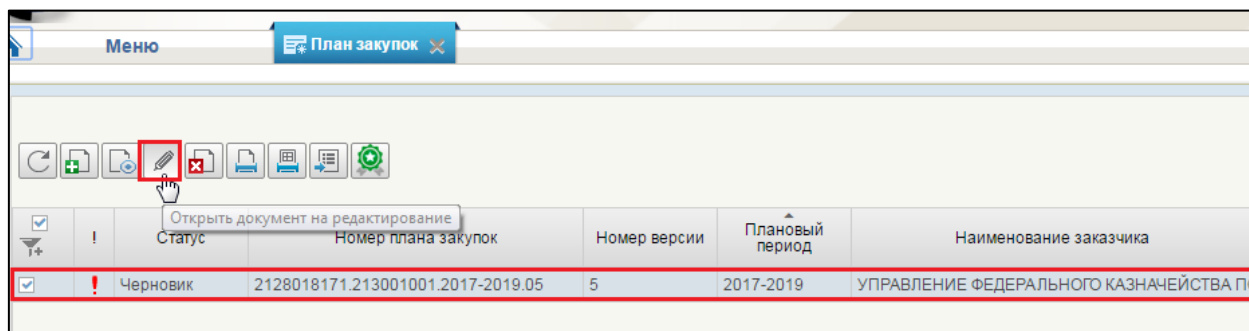 Меню
План закупок
Открыть документ на редактирование
! Статус Номер плана закупок Номер версии Плановый период Наименование заказчика
! Черновик 2128018171.213001001.2017-2019.05 5 2017-2019 УПРАВЛЕНИЕ ФЕДЕРАЛЬНОГО КАЗНАЧЕЙСТВА П